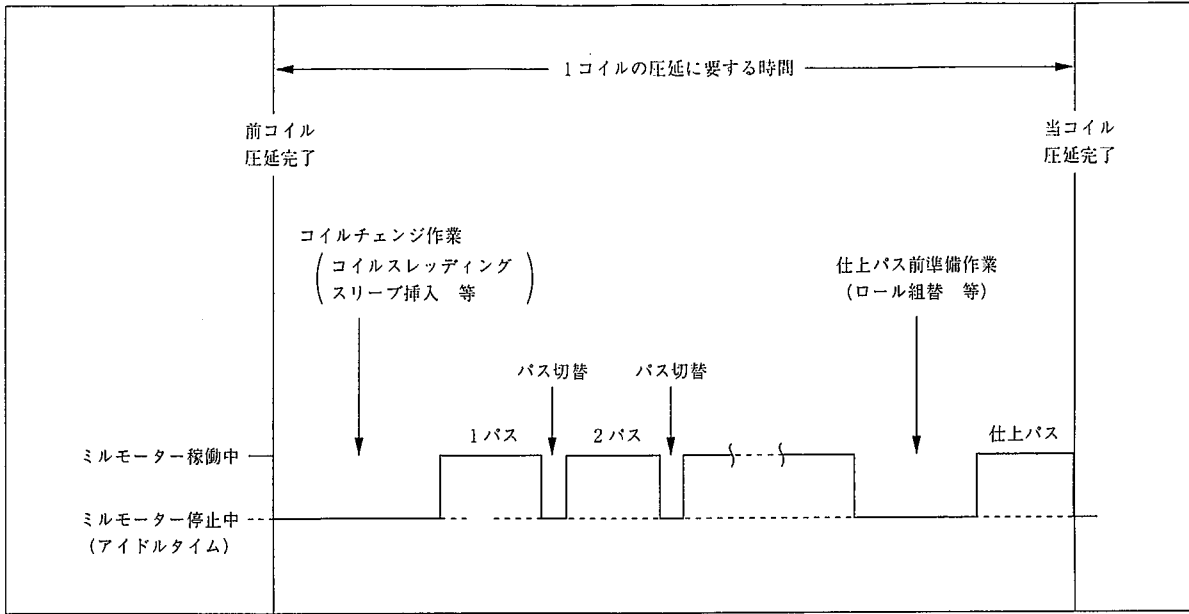 1コイルの圧延に要する時間
前コイル
圧延完了
当コイル
圧延完了
コイルチェンジ作業
(コイルスレッディング
スリーブ挿入 等)
仕上パス前準備作業
(ロール組替 等)
パス切替
パス切替
1パス
2パス
仕上パス
ミルモーター稼働中
ミルモーター停止中
(アイドルタイム)